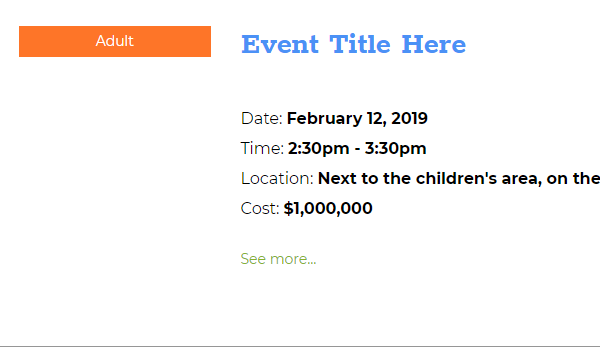 Adult
Event Title Here
Date: February 12, 2019
Time: 2:30pm - 3:30pm
Location: Next to the children's area, on the
Cost: $1,000,000
See more...